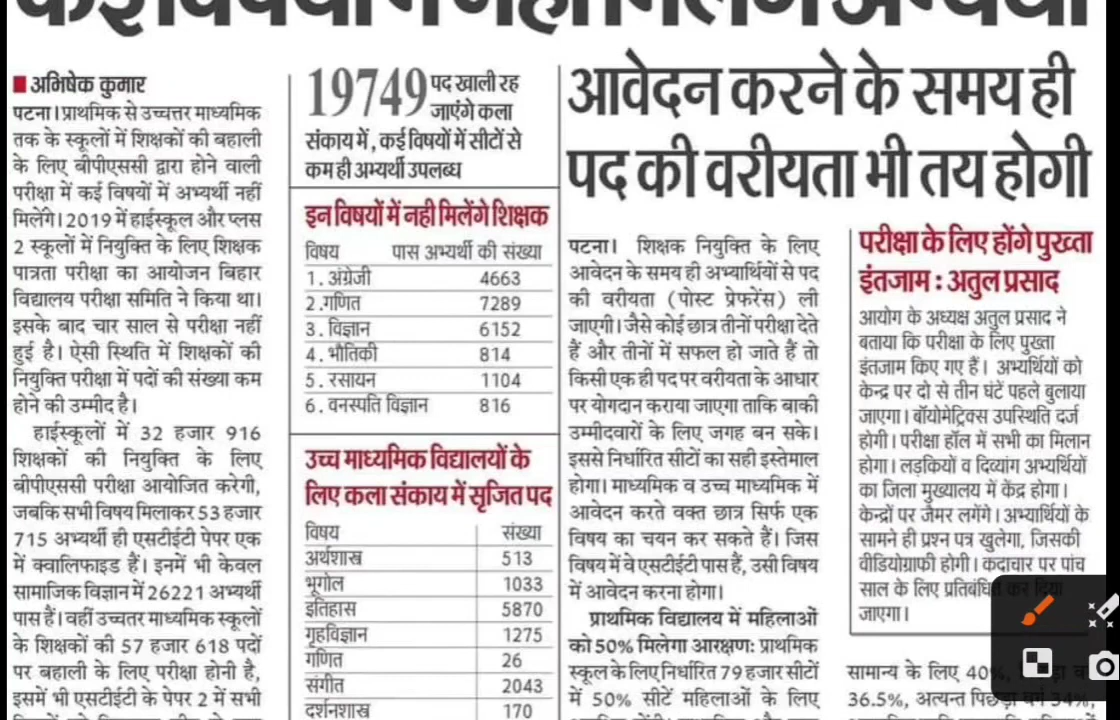 कई विषयों में नहीं मिलेंगे अभ्यर्थी
■ अभिषेक कुमार
पटना। प्राथमिक से उच्चत्तर माध्यमिक
तक के स्कूलों में शिक्षकों की बहाली
के लिए बीपीएससी द्वारा होने वाली
परीक्षा में कई विषयों में अभ्यर्थी नहीं
मिलेंगे। 2019 में हाईस्कूल और प्लस
2 स्कूलों में नियुक्ति के लिए शिक्षक
पात्रता परीक्षा का आयोजन बिहार
विद्यालय परीक्षा समिति ने किया था।
इसके बाद चार साल से परीक्षा नहीं
हुई है। ऐसी स्थिति में शिक्षकों की
नियुक्ति परीक्षा में पदों की संख्या कम
होने की उम्मीद है।
हाईस्कूलों में 32 हजार 916
शिक्षकों की नियुक्ति के लिए
बीपीएससी परीक्षा आयोजित करेगी,
जबकि सभी विषय मिलाकर 53 हजार
715 अभ्यर्थी ही एसटीईटी पेपर एक
में क्वालिफाइड हैं। इनमें भी केवल
सामाजिक विज्ञान में 26221 अभ्यर्थी
पास हैं। वहीं उच्चतर माध्यमिक स्कूलों
के शिक्षकों की 57 हजार 618 पदों
पर बहाली के लिए परीक्षा होनी है,
इसमें भी एसटीईटी के पेपर 2 में सभी
19749 पद खाली रह
जाएंगे कला
संकाय में, कई विषयों में सीटों से
कम ही अभ्यर्थी उपलब्ध
इन विषयों में नही मिलेंगे शिक्षक
विषय पास अभ्यर्थी की संख्या
1. अंग्रेजी 4663
2.गणित 7289
3. विज्ञान 6152
4. भौतिकी 814
5. रसायन 1104
6. वनस्पति विज्ञान 816
उच्च माध्यमिक विद्यालयों के
लिए कला संकाय में सृजित पद
विषय संख्या
अर्थशास्त्र 513
भूगोल 1033
इतिहास 5870
गृहविज्ञान 1275
गणित 26
संगीत 2043
दर्शनशास्त्र 170
आवेदन करने के समय ही
पद की वरीयता भी तय होगी
पटना। शिक्षक नियुक्ति के लिए
आवेदन के समय ही अभ्यार्थियों से पद
की वरीयता (पोस्ट प्रेफरेंस) ली
जाएगी। जैसे कोई छात्र तीनों परीक्षा देते
हैं और तीनों में सफल हो जाते हैं तो
किसी एक ही पद पर वरीयता के आधार
पर योगदान कराया जाएगा ताकि बाकी
उम्मीदवारों के लिए जगह बन सके।
इससे निर्धारित सीटों का सही इस्तेमाल
होगा। माध्यमिक व उच्च माध्यमिक में
आवेदन करते वक्त छात्र सिर्फ एक
विषय का चयन कर सकते हैं। जिस
विषय में वे एसटीईटी पास हैं, उसी विषय
में आवेदन करना होगा।
प्राथमिक विद्यालय में महिलाओं
को 50% मिलेगा आरक्षण: प्राथमिक
स्कूल के लिए निर्धारित 79 हजार सीटों
में 50% सीटें महिलाओं के लिए
परीक्षा के लिए होंगे पुख्ता
इंतजाम : अतुल प्रसाद
आयोग के अध्यक्ष अतुल प्रसाद ने
बताया कि परीक्षा के लिए पुख्ता
इंतजाम किए गए हैं। अभ्यर्थियों को
केन्द्र पर दो से तीन घंटें पहले बुलाया
जाएगा। बॉयोमेट्रिक्स उपस्थिति दर्ज
होगी। परीक्षा हॉल में सभी का मिलान
होगा। लड़कियों व दिव्यांग अभ्यर्थियों
का जिला मुख्यालय में केंद्र होगा।
केन्द्रों पर जैमर लगेंगे। अभ्यार्थियों के
सामने ही प्रश्न पत्र खुलेगा, जिसकी
वीडियोग्राफी होगी। कदाचार पर पांच
साल के लिए प्रतिबंधित कर दिया
जाएगा।
सामान्य के लिए 40%,
36.5%, अत्यन्त पिछड़ा वर्ग 34%,